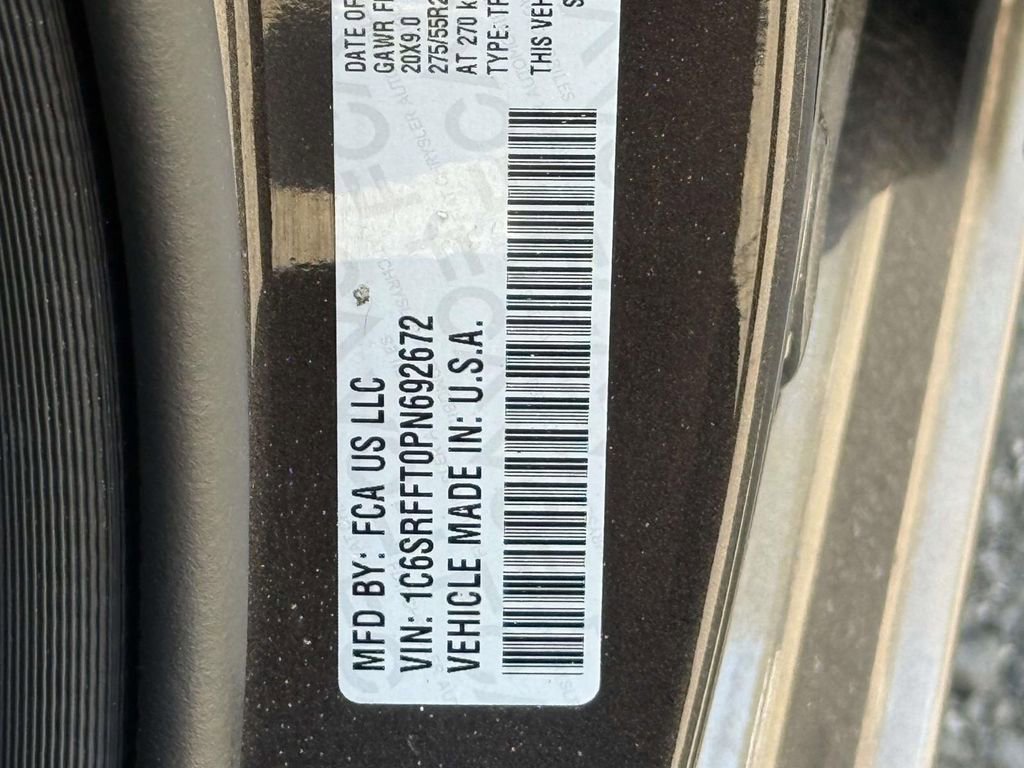 MFD BY: FCA US LLC
VIN: 1C6SRFFT0PN692672
VEHICLE MADE IN: U.S.A.
DATE OF
GAWR
20X9.0
275/55R2
AT 270 k
TYPE:
THIS VEH